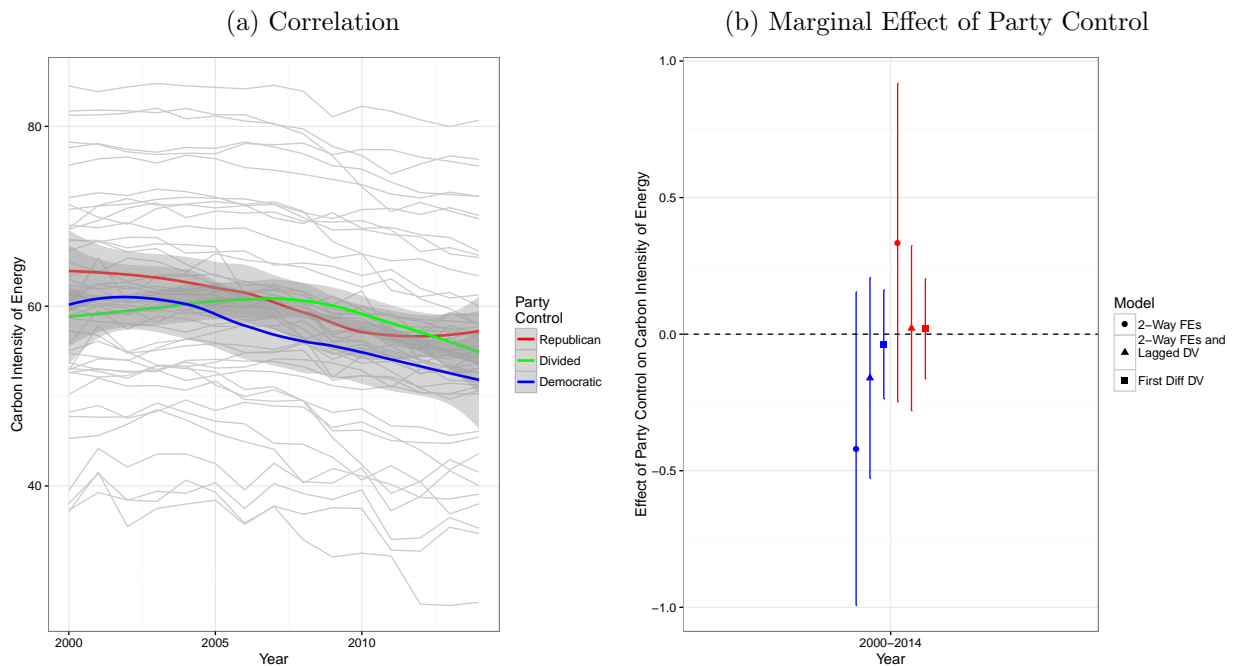 (a) Correlation
80
60
40
2000
2005
2010
Year
Carbon Intensity of Energy
Party
Control
Republican
Divided
Democratic
(b) Marginal Effect of Party Control
1.0
0.5
0.0
−0.5
−1.0
2000−2014
Year
Effect of Party Control on Carbon Intensity of Energy
Model
2−Way FEs
2−Way FEs and
Lagged DV
First Diff DV